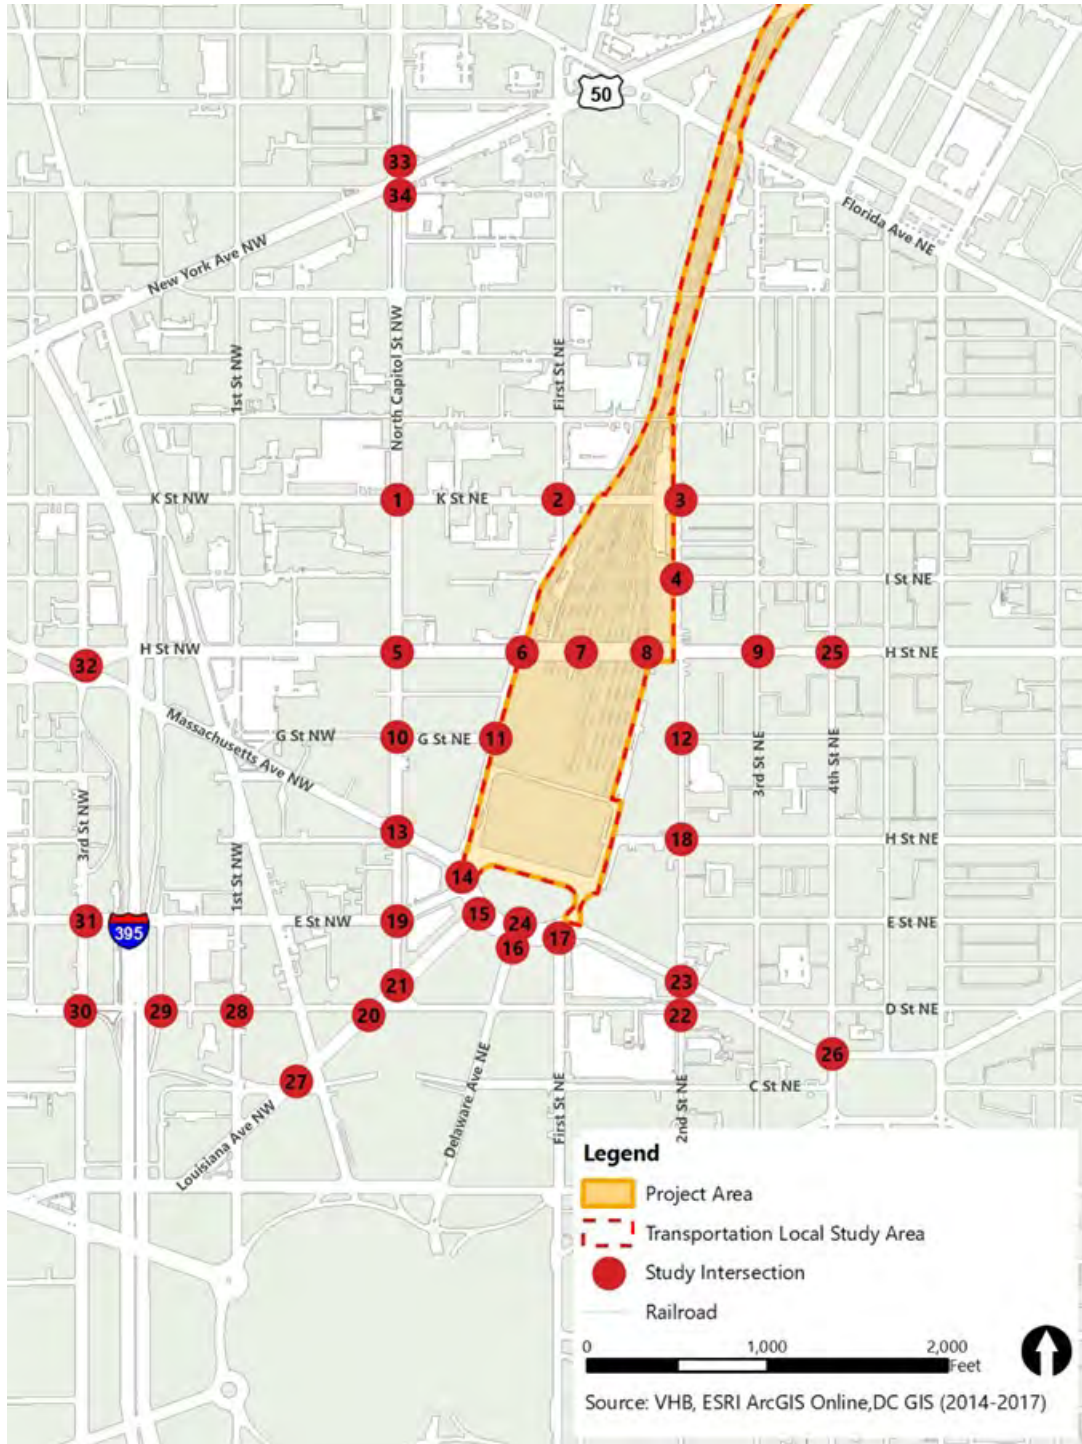 50
33
34
Florida Ave NE
New York Ave NW
1st St NW
North Capitol St NW
First St NE
K St NW
1
K St NE
2
3
4
I St NE
H St NW
5
6
7
8
9
25
H St NE
32
Massachusetts Ave NW
G St NW
10
G St NE
11
12
3rd St NE
4th St NE
3rd St NW
13
18
H St NE
1st St NW
14
31
395
E St NW
19
15
24
16
17
E St NE
21
23
30
29
28
20
22
D St NE
26
27
Louisiana Ave NW
Delaware Ave NE
First St NE
2nd St NE
C St NE
Legend
Project Area
Transportation Local Study Area
Study Intersection
Railroad
0 1,000 2,000
Feet
Source: VHB, ESRI ArcGIS Online,DC GIS (2014-2017)